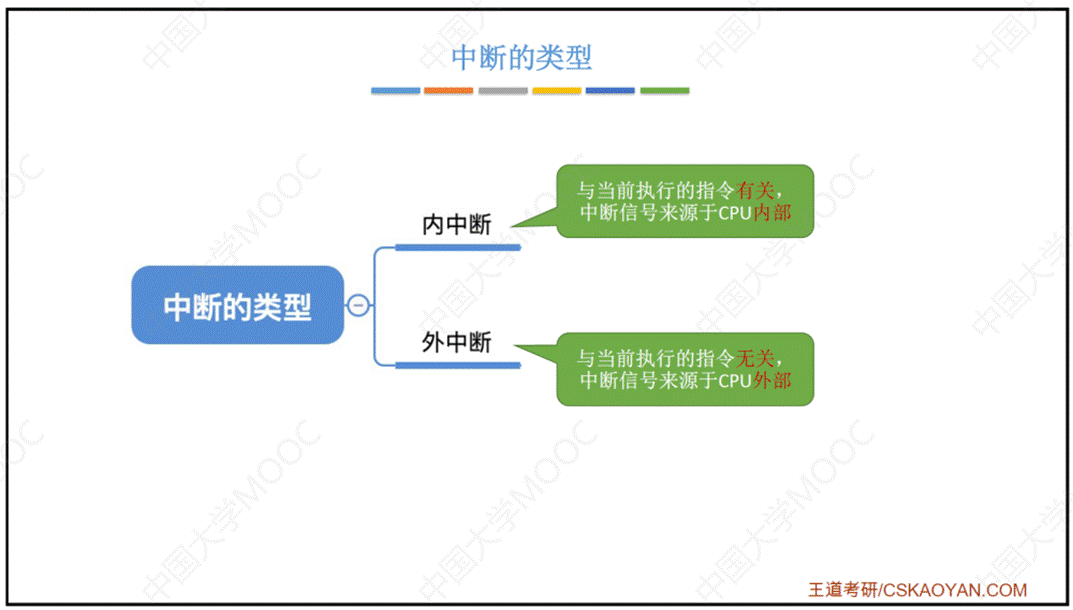 中断的类型
与当前执行的指令有关，
中断信号来源于CPU内部
内中断
中断的类型
外中断
与当前执行的指令无关，
中断信号来源于CPU外部
王道考研/CSKAOYAN.COM
中国大学MOOC